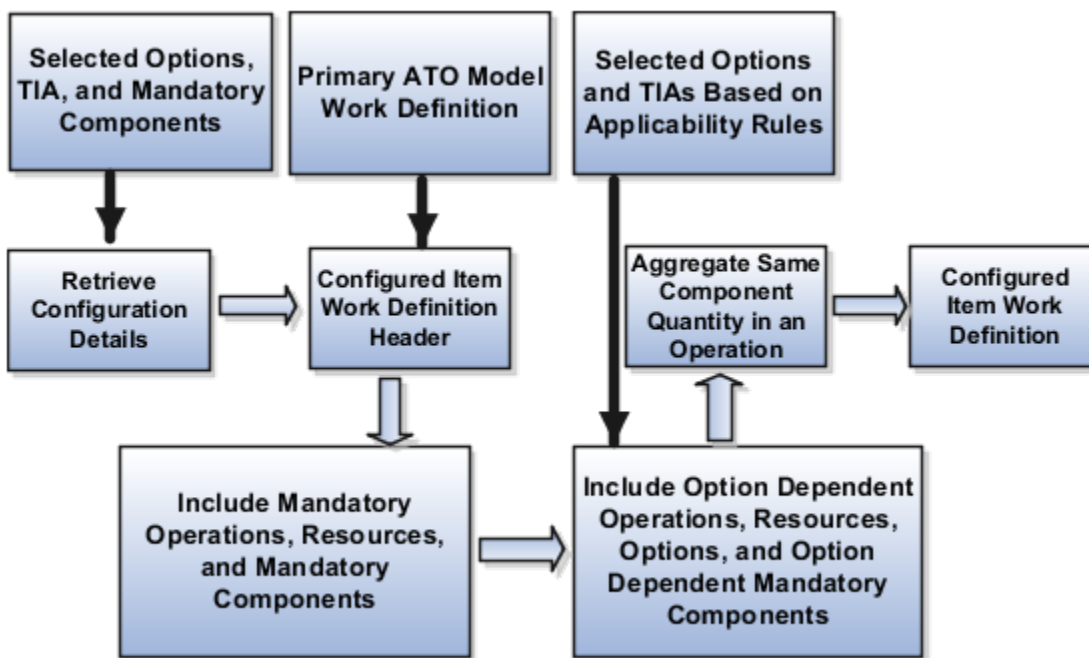 Selected Options,
TIA, and Mandatory
Components
Primary ATO Model
Work Definition
Selected Options
and TIAs Based on
Applicability Rules
Retrieve
Configuration
Details
Configured Item
Work Definition
Header
Aggregate Same
Component
Quantity in an
Operation
Configured
Item Work
Definition
Include Mandatory
Operations, Resources,
and Mandatory
Components
Include Option Dependent
Operations, Resources,
Options, and Option
Dependent Mandatory
Components